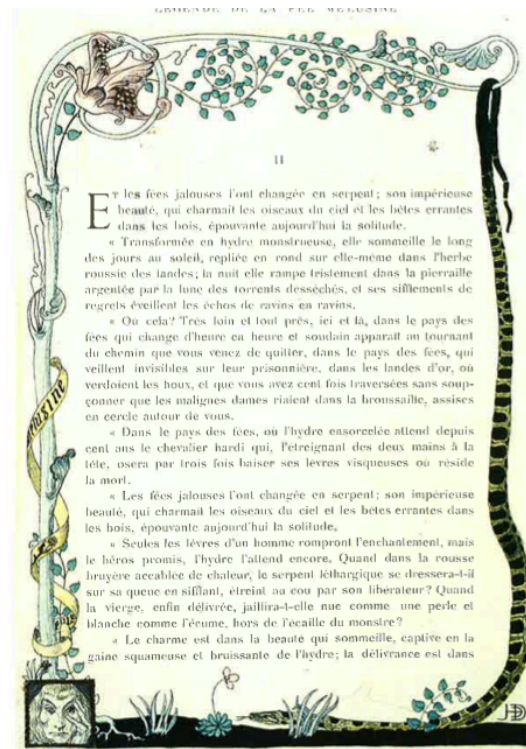 LÉGENDE DE LA FÉE MÉLUSINE
II
ET les fées jalouses l'ont changée en serpent; son impérieuse
beauté, qui charmait les oiseaux du ciel et les bêtes errantes
dans les bois, épouvante aujourd'hui la solitude.
« Transformée en hydre monstrueuse, elle sommeille le long
des jours au soleil, repliée en rond sur elle-même dans l'herbe
roussie des landes; la nuit elle rampe tristement dans la pierraille
argentée par la lune des torrents desséchés, et ses sifflements de
regrets éveillent les échos de ravins en ravins.
« Où cela? Très loin et tout près, ici et là, dans le pays des
fées qui change d'heure en heure et soudain apparaît au tournant
du chemin que vous venez de quitter, dans le pays des fées, qui
veillent invisibles sur leur prisonnière, dans les landes d'or, où
verdoient les houx, et que vous avez cent fois traversées sans soup-
çonner que les malignes dames riaient dans la broussaille, assises
en cercle autour de vous.
« Dans le pays des fées, où l'hydre ensorcelée attend depuis
cent ans le chevalier hardi qui, l'étreignant des deux mains à la
tête, osera par trois fois baiser ses lèvres visqueuses où réside
la mort.
« Les fées jalouses l'ont changée en serpent; son impérieuse
beauté, qui charmait les oiseaux du ciel et les bêtes errantes dans
les bois, épouvante aujourd'hui la solitude.
« Seules les lèvres d'un homme rompront l'enchantement, mais
le héros promis, l'hydre l'attend encore. Quand dans la rousse
bruyère accablée de chaleur, le serpent léthargique se dressera-t-il
sur sa queue en sifflant, étreint au cou par son libérateur? Quand
la vierge, enfin délivrée, jaillira-t-elle nue comme une perle et
blanche comme l'écume, hors de l'écaille du monstre?
« Le charme est dans la beauté qui sommeille, captive en la
gaine squameuse et bruissante de l'hydre; la délivrance est dans